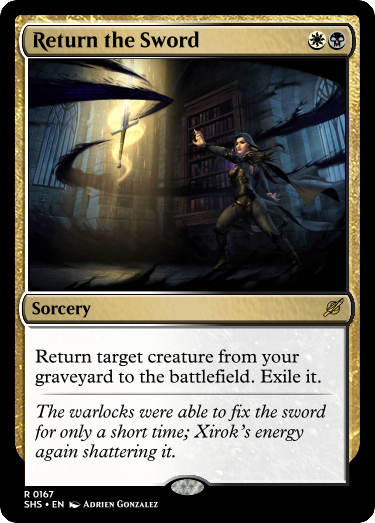 Return the Sword
Sorcery
Return target creature from your
graveyard to the battlefield. Exile it.
The warlocks were able to fix the sword
for only a short time; Xirok's energy
again shattering it.
R 0167
SHS • EN Adrien Gonzalez